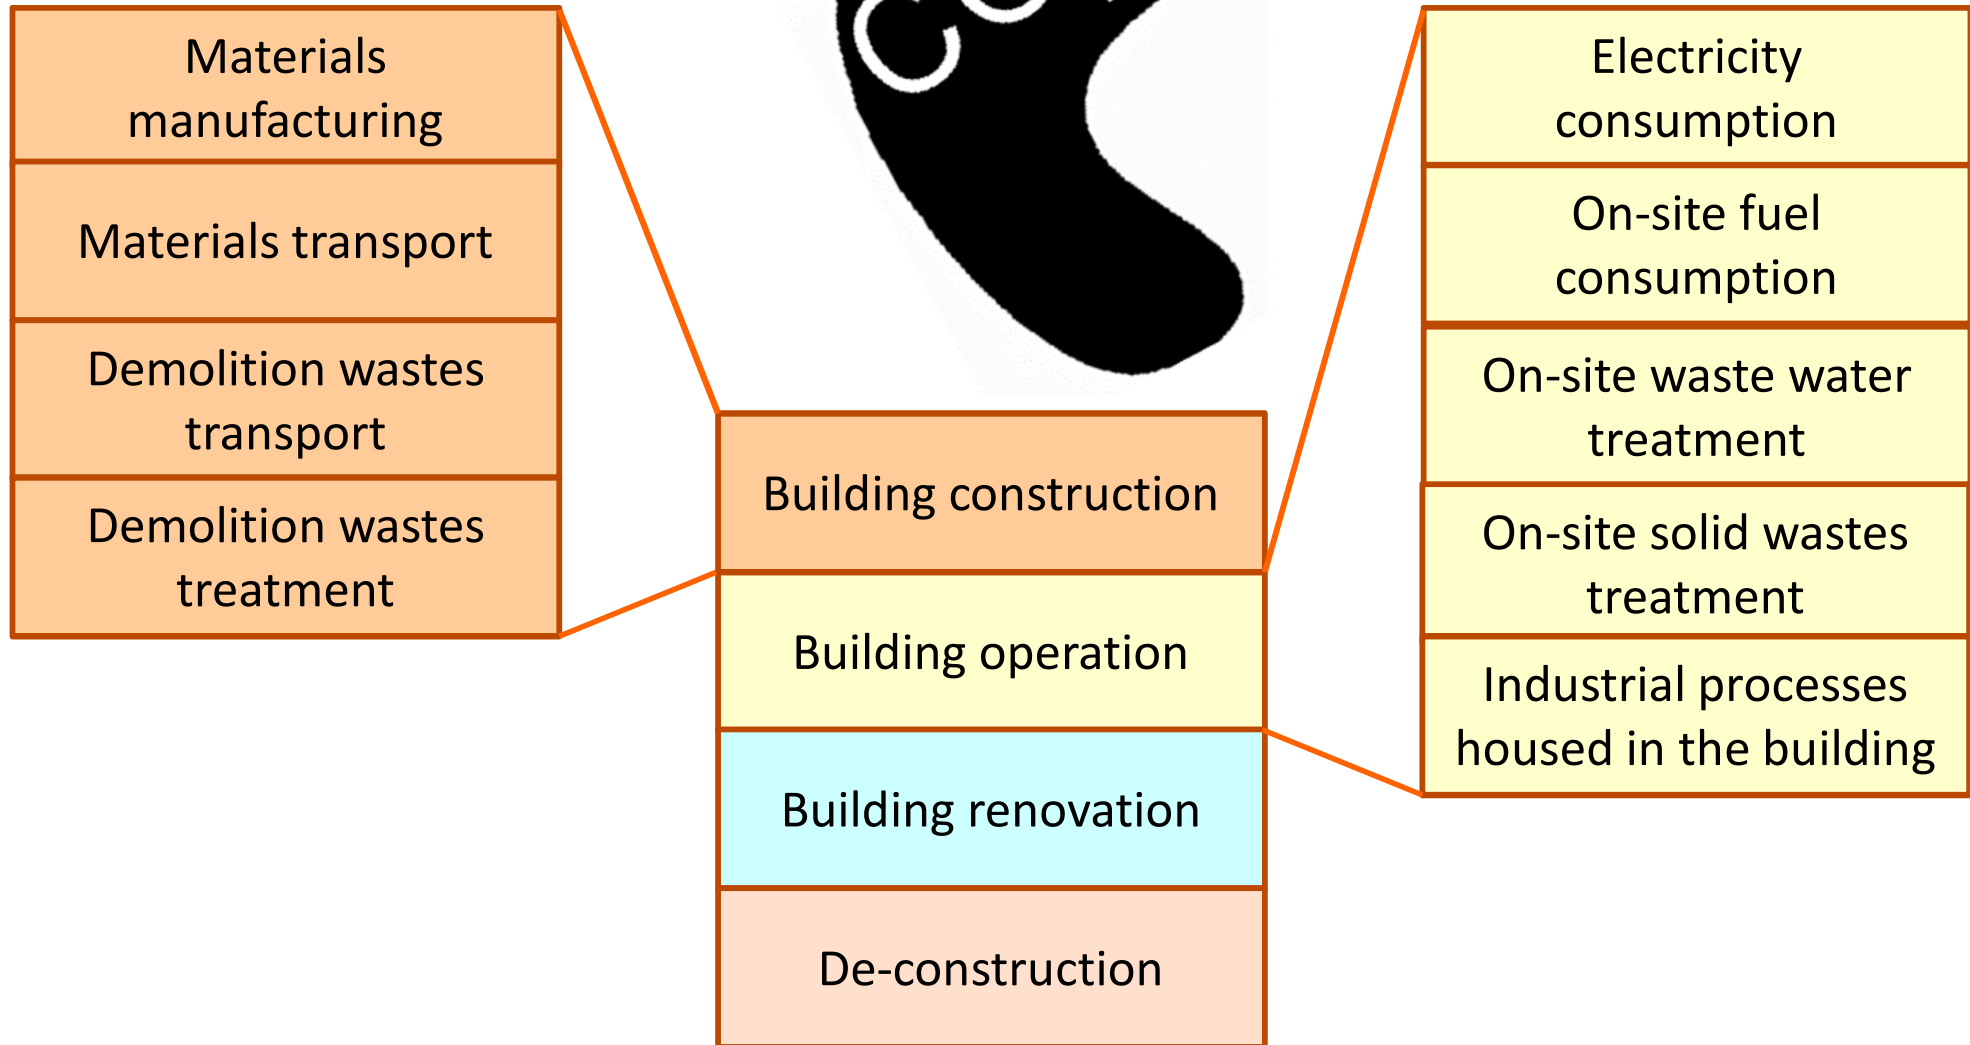 Materials
manufacturing
Materials transport
Demolition wastes
transport
Demolition wastes
treatment
Building construction
Building operation
Building renovation
De-construction
Electricity
consumption
On-site fuel
consumption
On-site waste water
treatment
On-site solid wastes
treatment
Industrial processes
housed in the building